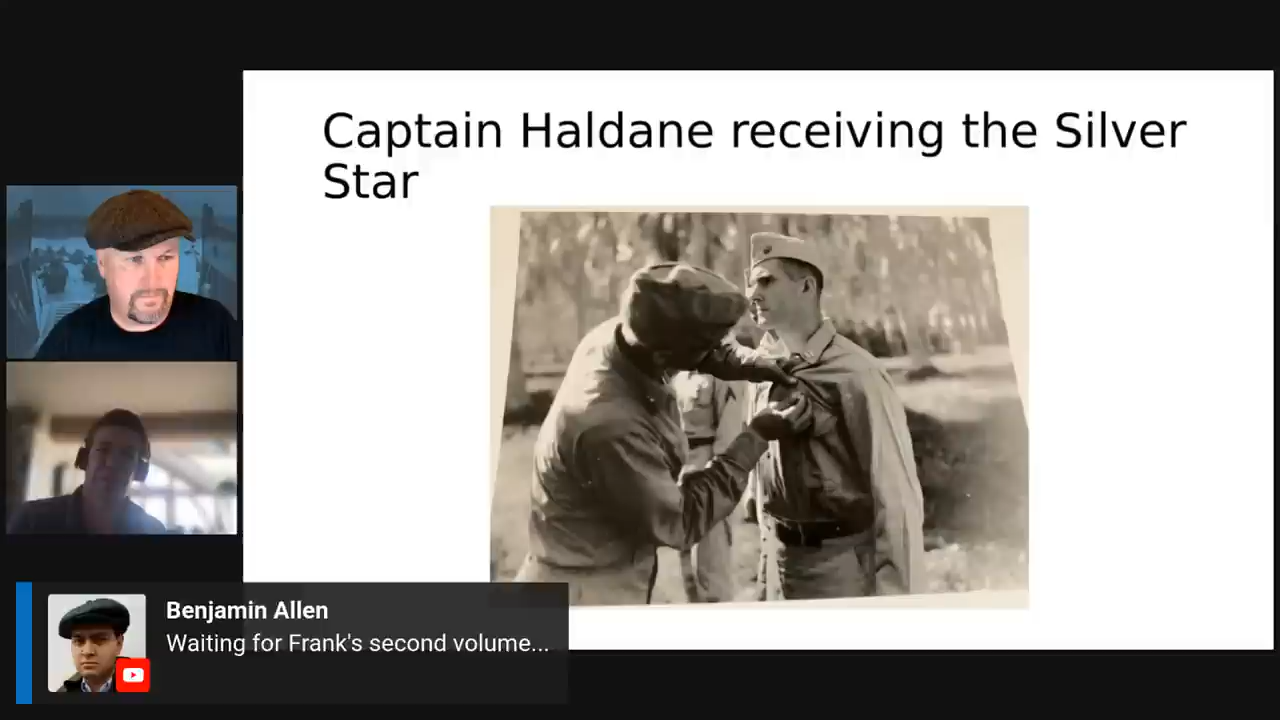 Captain Haldane receiving the Silver
Star
Benjamin Allen
Waiting for Frank's second volume...